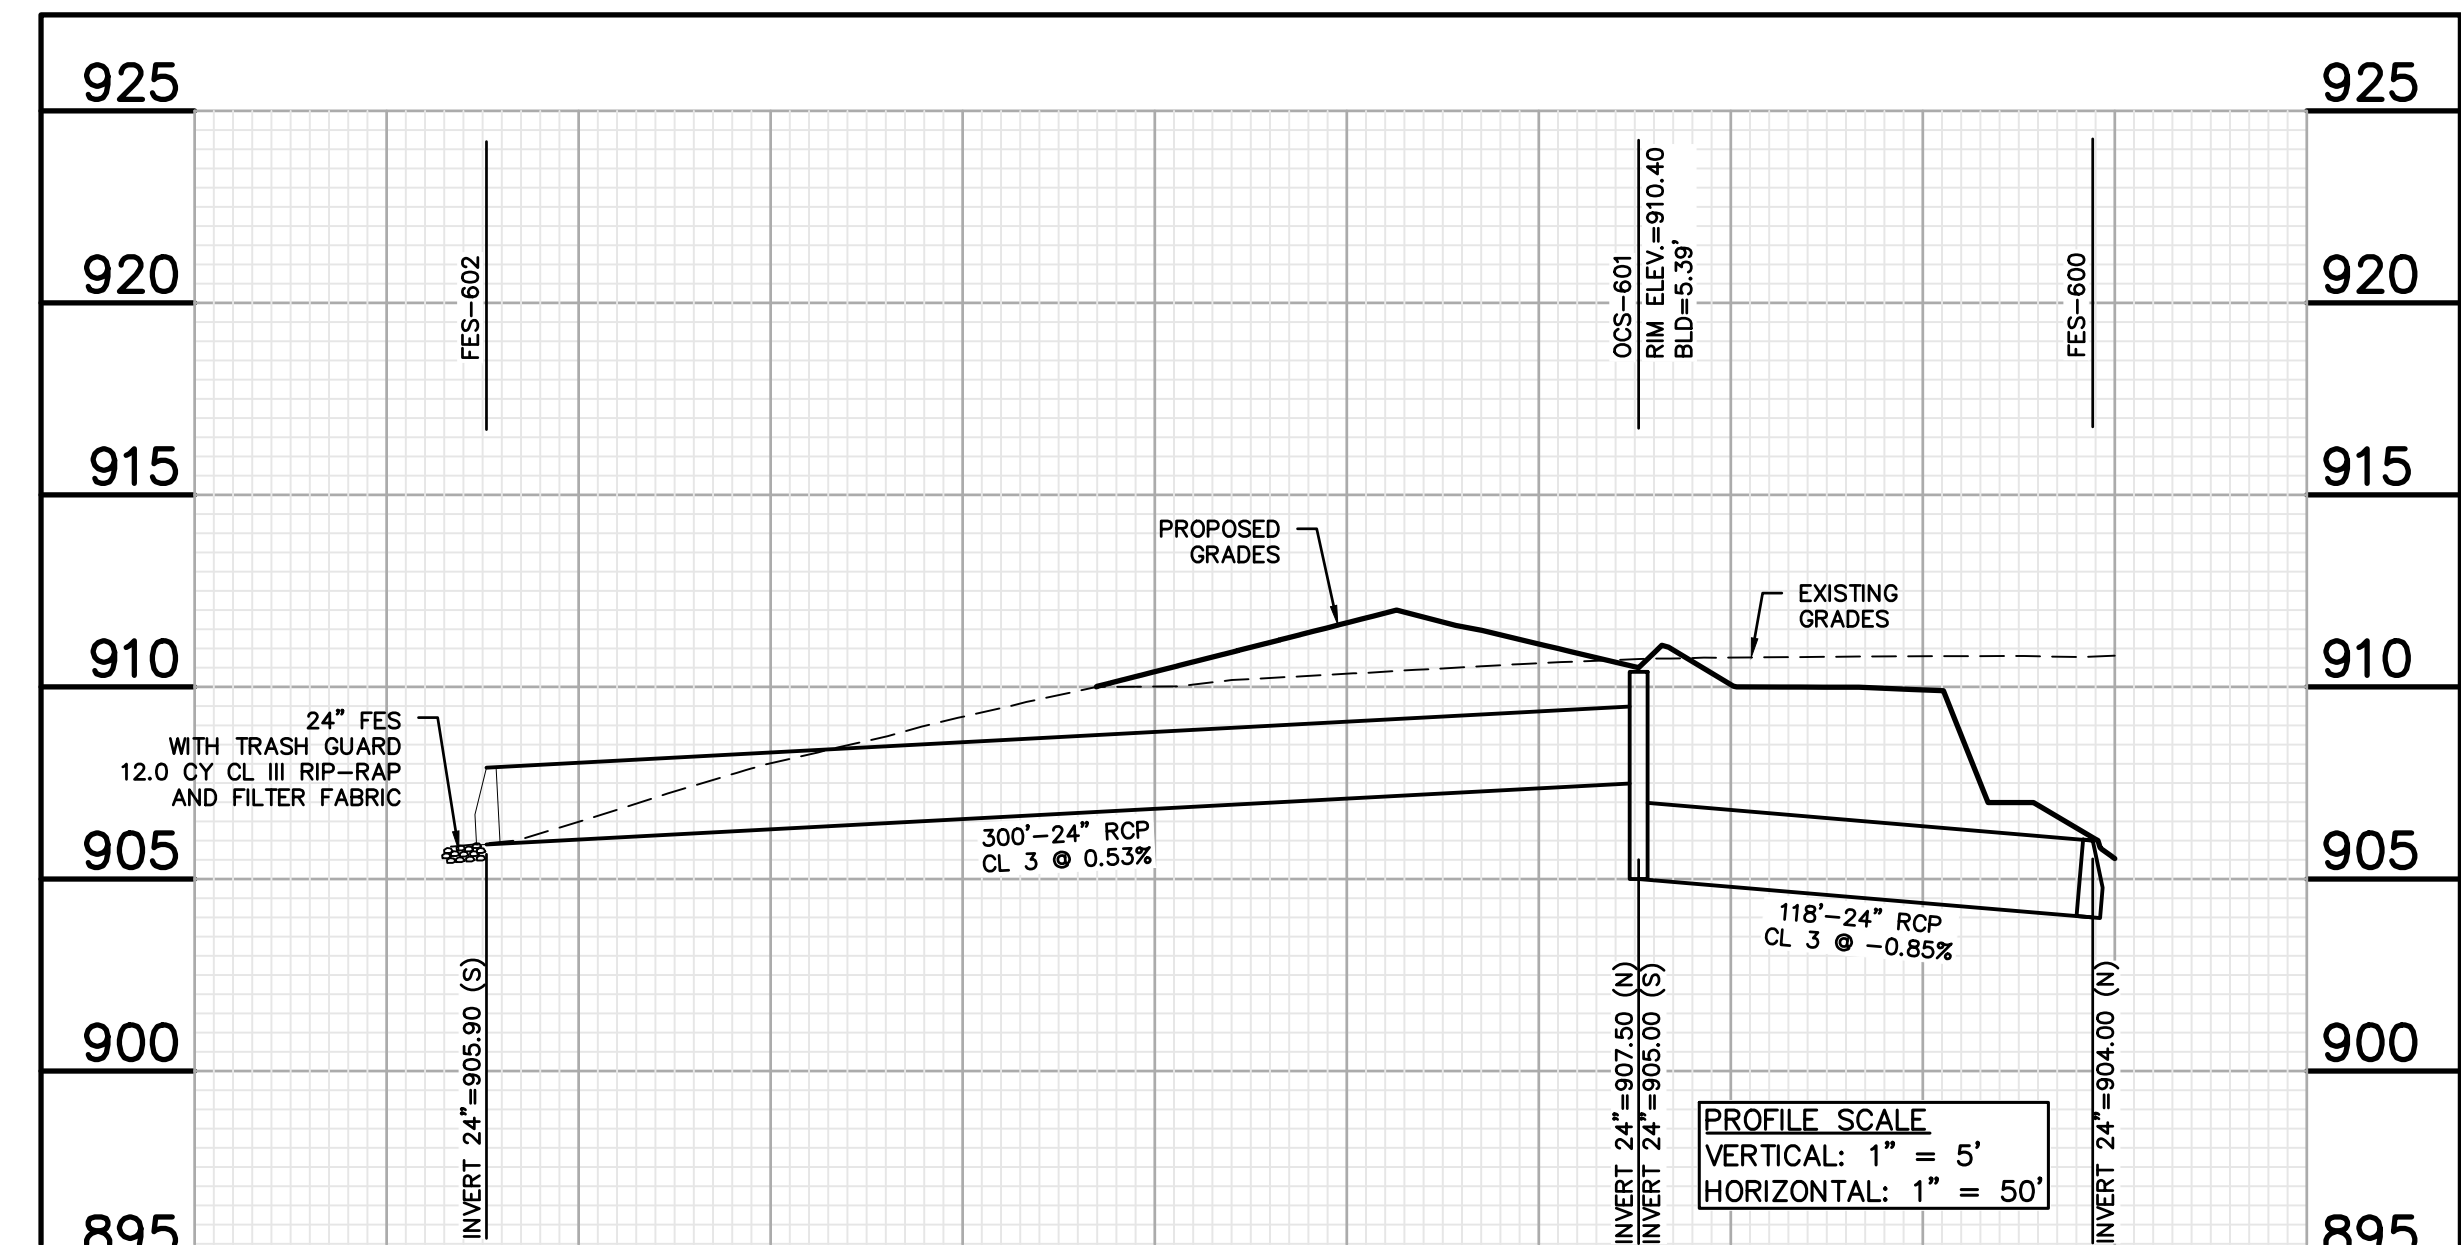 925
925
FES-602
OCS-601
RIM ELEV.=910.40
BLD=5.39'
FES-600
920
920
915
915
PROPOSED
GRADES
EXISTING
GRADES
910
910
24" FES
WITH TRASH GUARD
12.0 CY CL III RIP-RAP
AND FILTER FABRIC
905
905
300'-24" RCP
CL 3 @ 0.53%
118'-24" RCP
CL 3 @ -0.85%
INVERT 24"=905.90 (S)
INVERT 24"=907.50 (N)
INVERT 24"=905.00 (S)
INVERT 24"=904.00 (N)
900
900
PROFILE SCALE
VERTICAL: 1" = 5'
HORIZONTAL: 1" = 50'
895
895